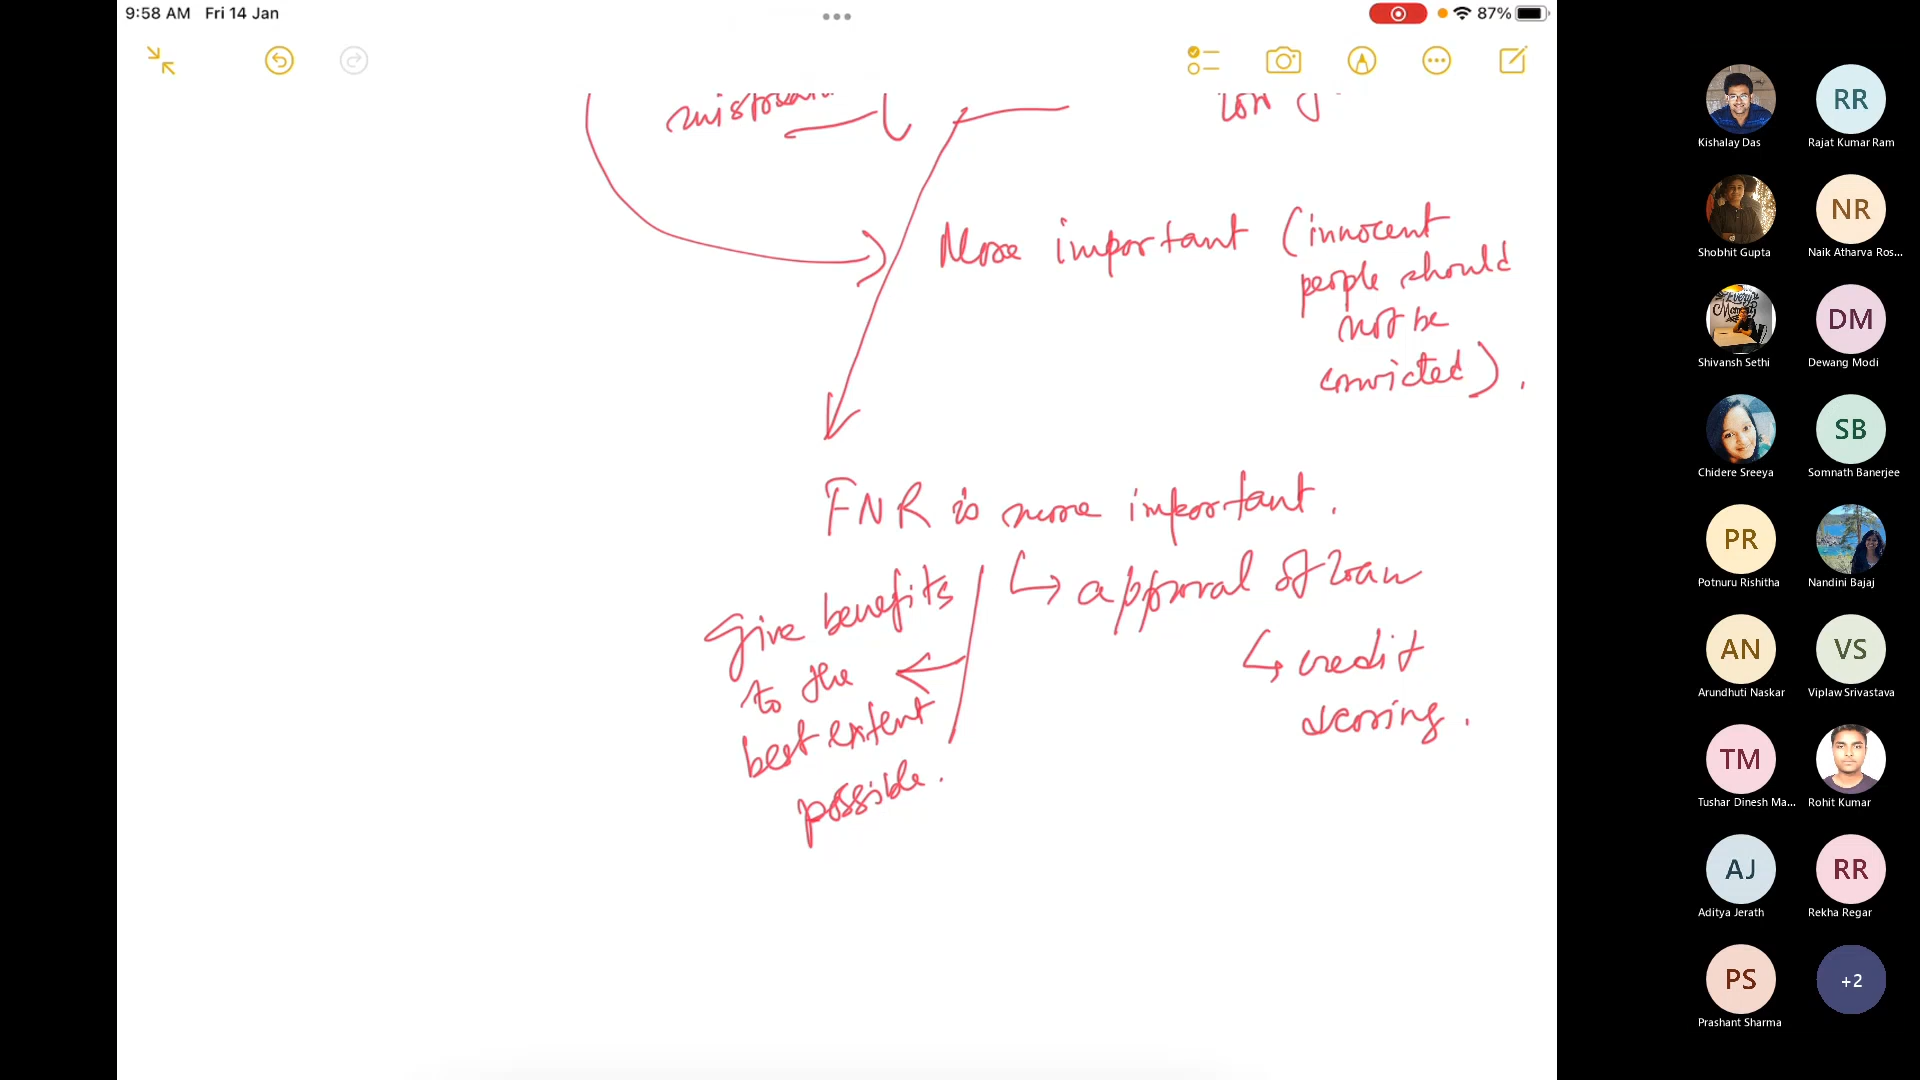 9:58 AM Fri 14 Jan
87%
More important (innocent
people should
not be
convicted).
FNR is more important.
↳ approval of loan
↳ credit
scoring.
Give benefits
to the
best extent
possible.
Kishalay Das
RR
Rajat Kumar Ram
Shobhit Gupta
NR
Naik Atharva Ros...
Shivansh Sethi
DM
Dewang Modi
Chidere Sreeya
SB
Somnath Banerjee
PR
Potnuru Rishitha
Nandini Bajaj
AN
Arundhuti Naskar
VS
Viplaw Srivastava
TM
Tushar Dinesh Ma...
Rohit Kumar
AJ
Aditya Jerath
RR
Rekha Regar
PS
Prashant Sharma
+2